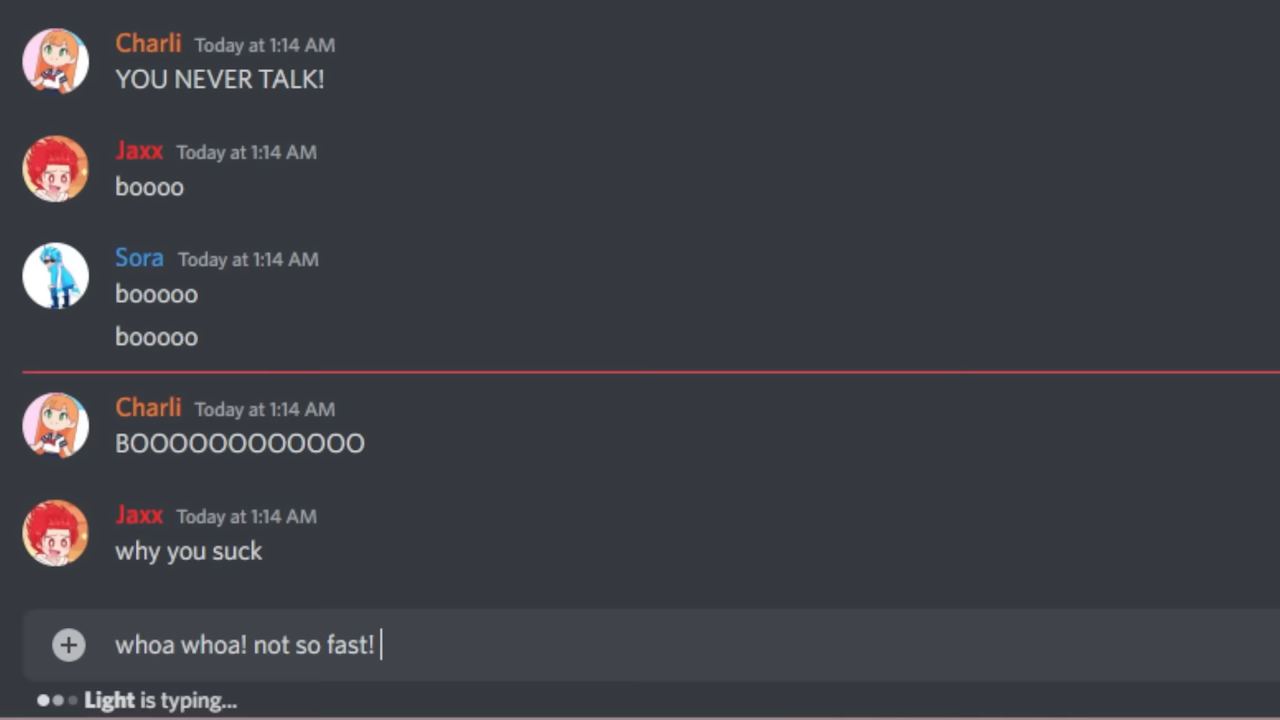 Charli Today at 1:14 AM
YOU NEVER TALK!
Jaxx Today at 1:14 AM
boooo
Sora Today at 1:14 AM
booooo
booooo
Charli Today at 1:14 AM
BOOOOOOOOOOOO
Jaxx Today at 1:14 AM
why you suck
whoa whoa! not so fast!
Light is typing...